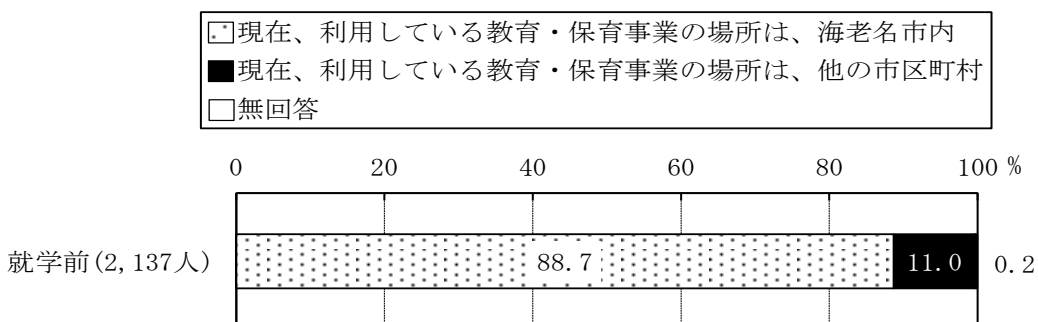 現在、利用している教育・保育事業の場所は、海老名市内
現在、利用している教育・保育事業の場所は、他の市区町村
無回答
0 20 40 60 80 100 %
就学前(2,137人) 88.7 11.0 0.2